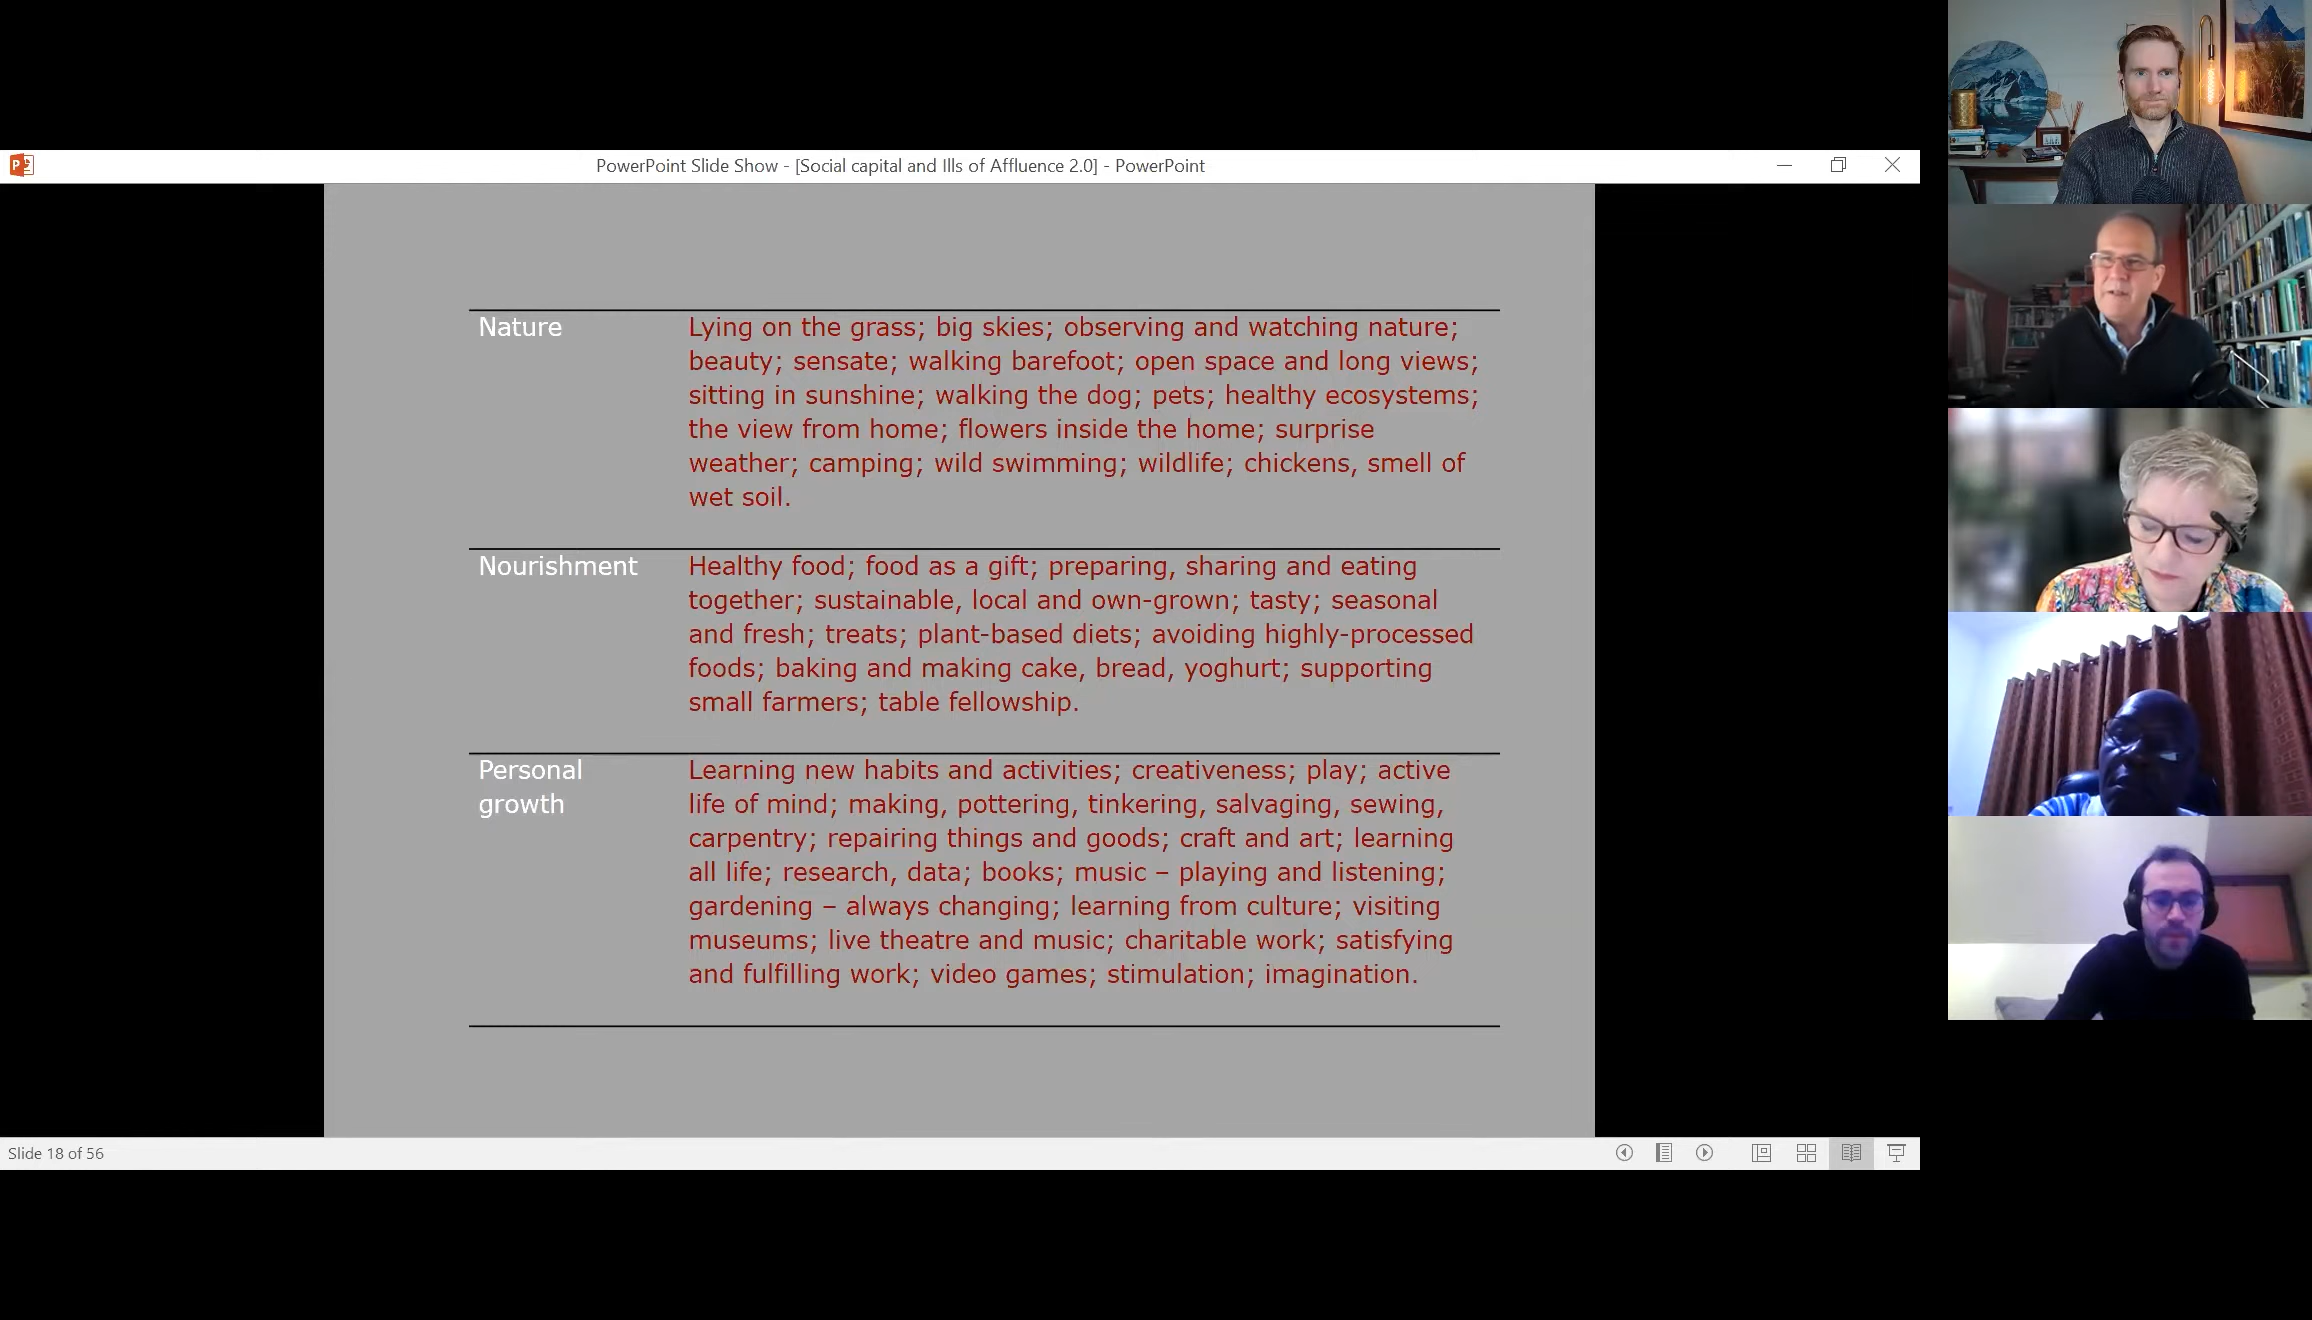 PowerPoint Slide Show - [Social capital and Ills of Affluence 2.0] - PowerPoint
Nature
Lying on the grass; big skies; observing and watching nature;
beauty; sensate; walking barefoot; open space and long views;
sitting in sunshine; walking the dog; pets; healthy ecosystems;
the view from home; flowers inside the home; surprise
weather; camping; wild swimming; wildlife; chickens, smell of
wet soil.
Nourishment
Healthy food; food as a gift; preparing, sharing and eating
together; sustainable, local and own-grown; tasty; seasonal
and fresh; treats; plant-based diets; avoiding highly-processed
foods; baking and making cake, bread, yoghurt; supporting
small farmers; table fellowship.
Personal
growth
Learning new habits and activities; creativeness; play; active
life of mind; making, pottering, tinkering, salvaging, sewing,
carpentry; repairing things and goods; craft and art; learning
all life; research, data; books; music – playing and listening;
gardening – always changing; learning from culture; visiting
museums; live theatre and music; charitable work; satisfying
and fulfilling work; video games; stimulation; imagination.
Slide 18 of 56